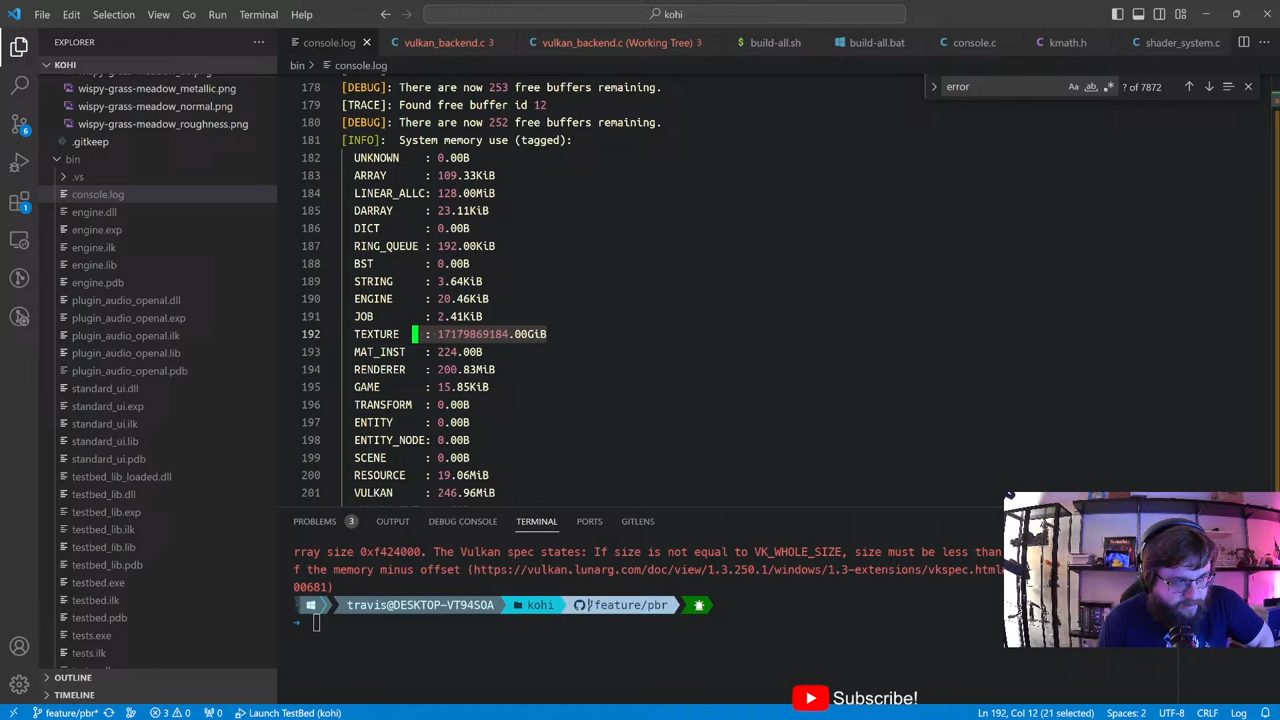 File Edit Selection View Go Run Terminal Help
kohi
EXPLORER
KOHI
wispy-grass-meadow_metallic.png
wispy-grass-meadow_normal.png
wispy-grass-meadow_roughness.png
.gitkeep
bin
.vs
console.log
engine.dll
engine.exp
engine.ilk
engine.lib
engine.pdb
plugin_audio_openal.dll
plugin_audio_openal.exp
plugin_audio_openal.ilk
plugin_audio_openal.lib
plugin_audio_openal.pdb
standard_ui.dll
standard_ui.exp
standard_ui.ilk
standard_ui.lib
standard_ui.pdb
testbed_lib_loaded.dll
testbed_lib.dll
testbed_lib.exp
testbed_lib.ilk
testbed_lib.lib
testbed_lib.pdb
testbed.exe
testbed.ilk
testbed.pdb
tests.exe
tests.ilk
OUTLINE
TIMELINE
6
1
console.log
vulkan_backend.c 3
vulkan_backend.c (Working Tree) 3
build-all.sh
build-all.bat
console.c
kmath.h
shader_system.c
bin > console.log
error Aa ab .* ? of 7872
178 [DEBUG]: There are now 253 free buffers remaining.
179 [TRACE]: Found free buffer id 12
180 [DEBUG]: There are now 252 free buffers remaining.
181 [INFO]: System memory use (tagged):
182 UNKNOWN : 0.00B
183 ARRAY : 109.33KiB
184 LINEAR_ALLC: 128.00MiB
185 DARRAY : 23.11KiB
186 DICT : 0.00B
187 RING_QUEUE : 192.00KiB
188 BST : 0.00B
189 STRING : 3.64KiB
190 ENGINE : 20.46KiB
191 JOB : 2.41KiB
192 TEXTURE : 17179869184.00GiB
193 MAT_INST : 224.00B
194 RENDERER : 200.83MiB
195 GAME : 15.85KiB
196 TRANSFORM : 0.00B
197 ENTITY : 0.00B
198 ENTITY_NODE: 0.00B
199 SCENE : 0.00B
200 RESOURCE : 19.06MiB
201 VULKAN : 246.96MiB
PROBLEMS 3 OUTPUT DEBUG CONSOLE TERMINAL PORTS GITLENS
rray size 0xf424000. The Vulkan spec states: If size is not equal to VK_WHOLE_SIZE, size must be less than
f the memory minus offset (https://vulkan.lunarg.com/doc/view/1.3.250.1/windows/1.3-extensions/vkspec.html
00681)
travis@DESKTOP-VT94SOA kohi feature/pbr
Subscribe!
feature/pbr* 3 0 0 Launch TestBed (kohi) Ln 192, Col 12 (21 selected) Spaces: 2 UTF-8 CRLF Log